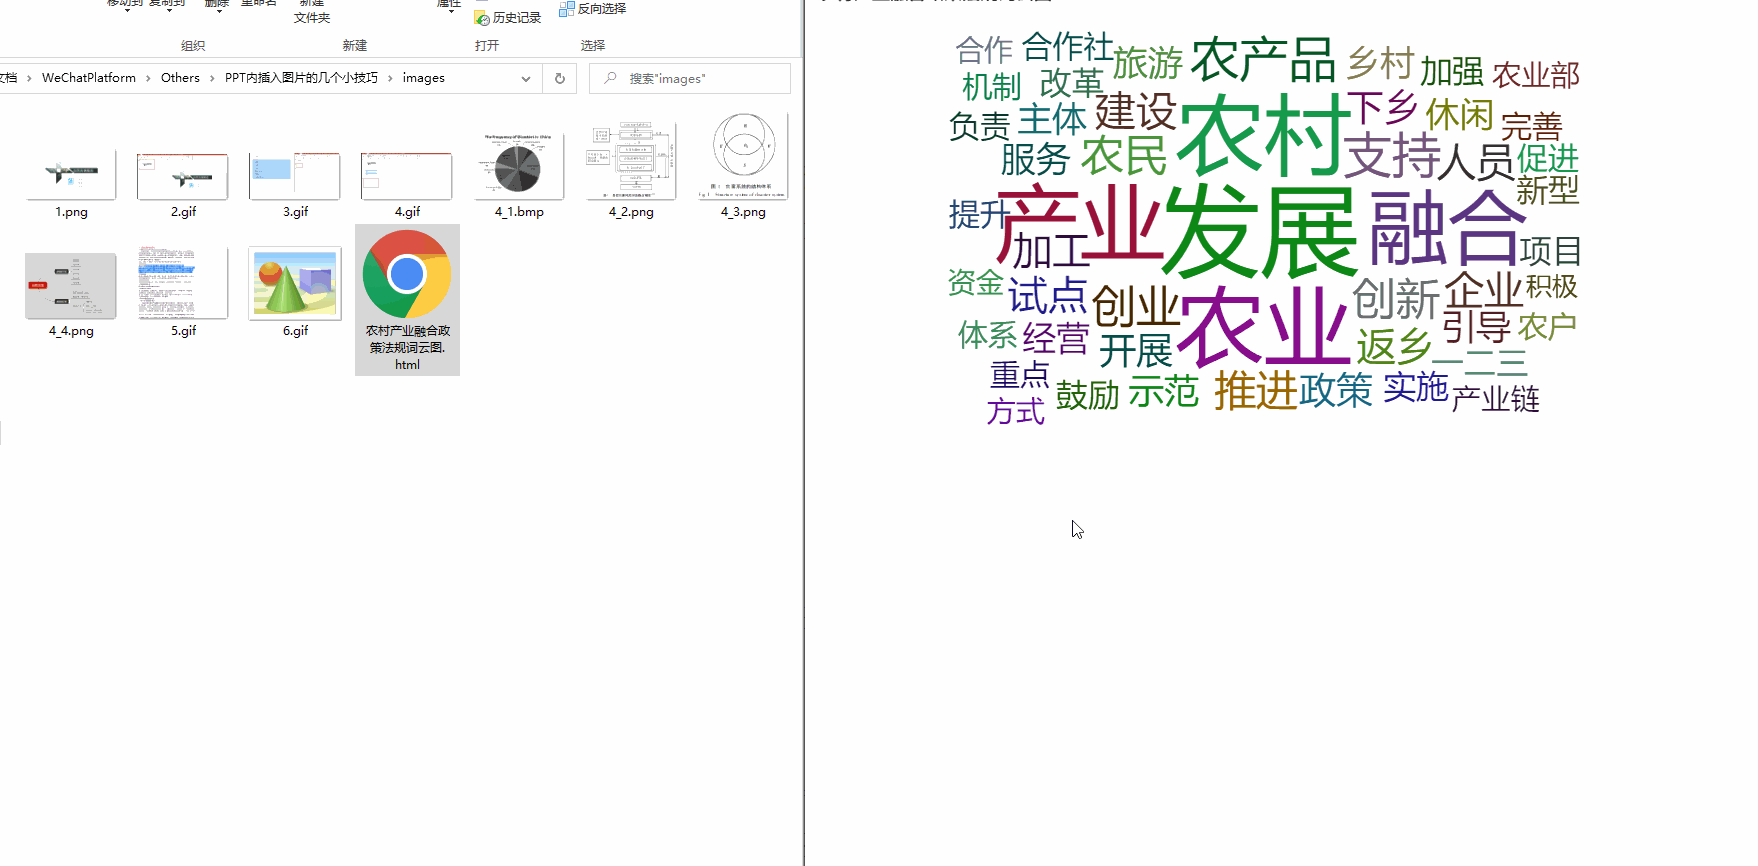 移动到 复制到 删除 重命名 新建
文件夹
属性
历史记录
反向选择
组织 新建 打开 选择
文档 › WeChatPlatform › Others › PPT内插入图片的几个小技巧 › images
搜索"images"
1.png 2.gif 3.gif 4.gif 4_1.bmp 4_2.png 4_3.png
The Frequency of Disaster in China
4_4.png 5.gif 6.gif
农村产业融合政
策法规词云图.
html
合作 合作社 旅游 农产品 乡村 加强 农业部
机制 改革 建设 农村 下乡 休闲 完善
负责 主体 农民 支持 人员 促进
服务 新型
提升 产业 发展 融合 项目
加工
资金 试点 创业 农业 创新 企业 积极
体系 经营 开展 返乡 引导 农户
一二三
重点 鼓励 示范 推进 政策 实施 产业链
方式